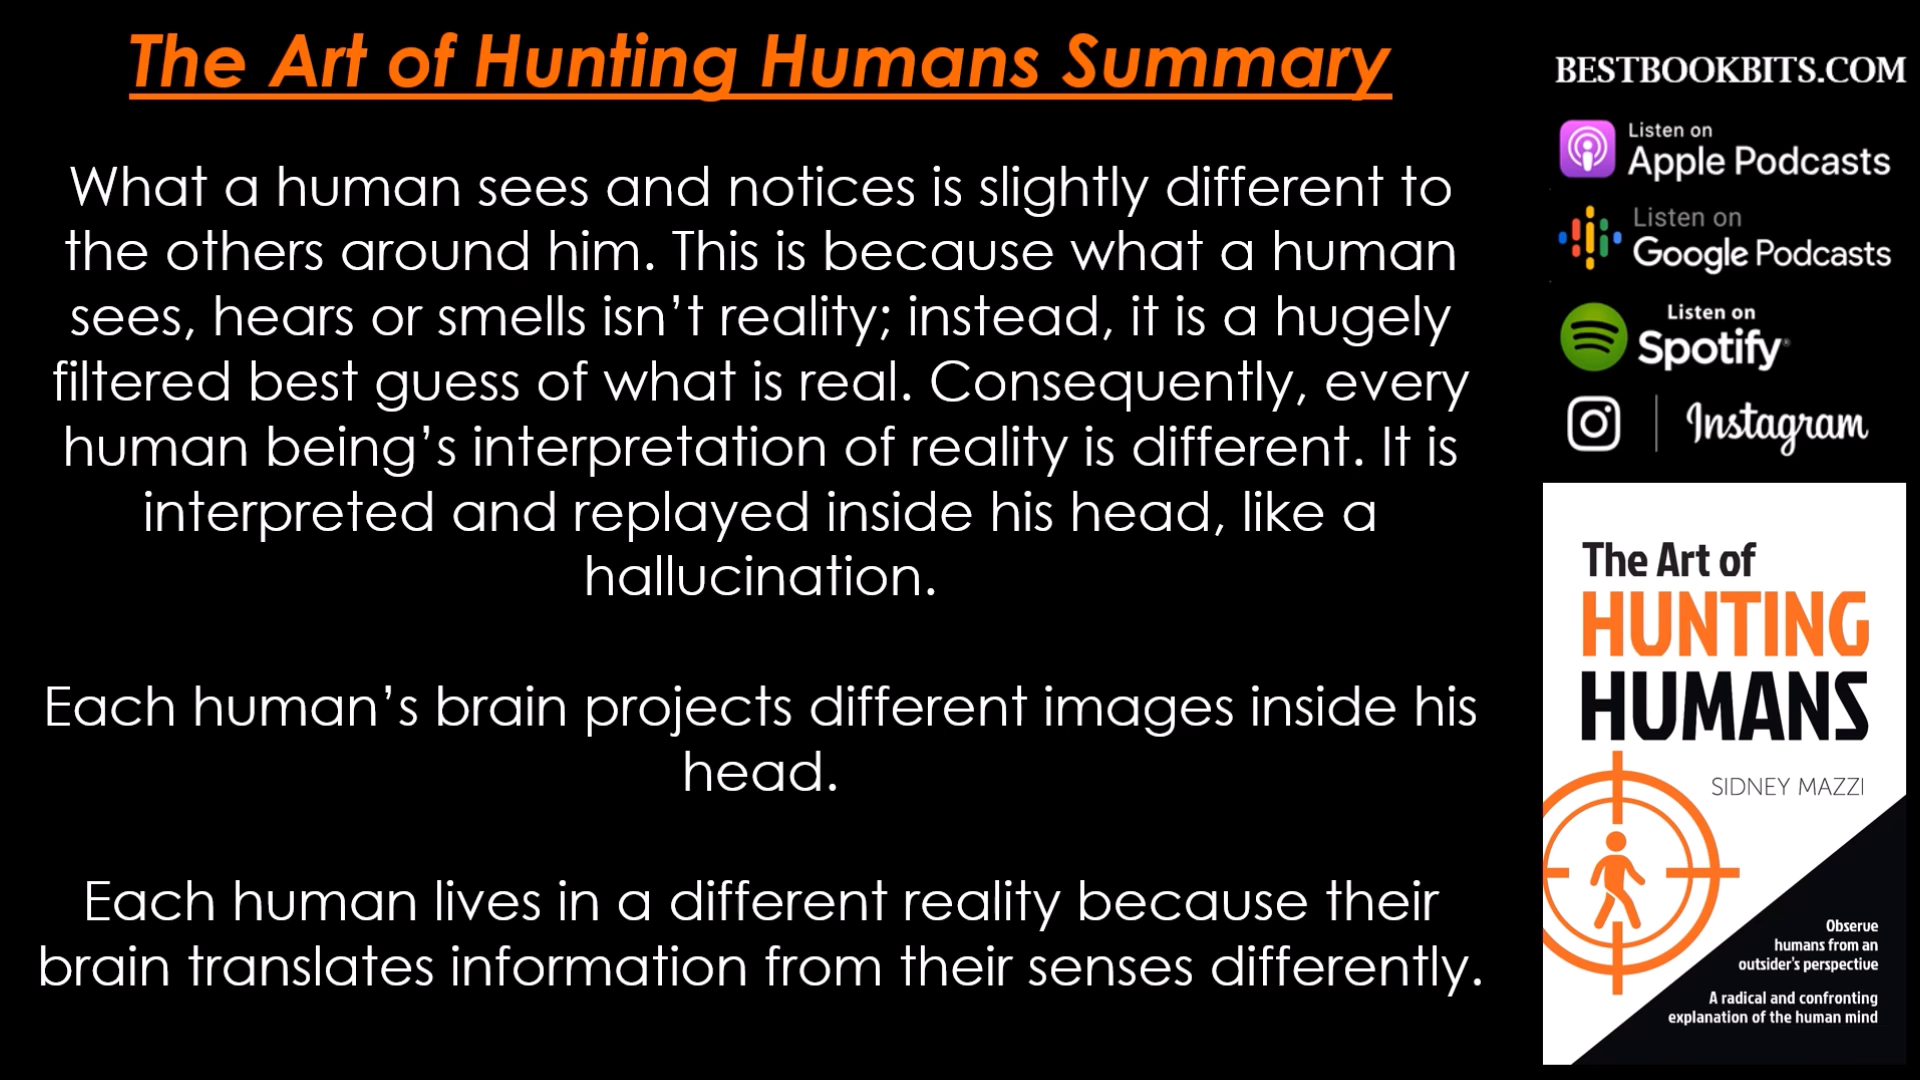 The Art of Hunting Humans Summary
What a human sees and notices is slightly different to
the others around him. This is because what a human
sees, hears or smells isn’t reality; instead, it is a hugely
filtered best guess of what is real. Consequently, every
human being’s interpretation of reality is different. It is
interpreted and replayed inside his head, like a
hallucination.
Each human’s brain projects different images inside his
head.
Each human lives in a different reality because their
brain translates information from their senses differently.
BESTBOOKBITS.COM
Listen on
Apple Podcasts
Listen on
Google Podcasts
Listen on
Spotify
Instagram
The Art of
HUNTING
HUMANS
SIDNEY MAZZI
Observe
humans from an
outsider's perspective
A radical and confronting
explanation of the human mind